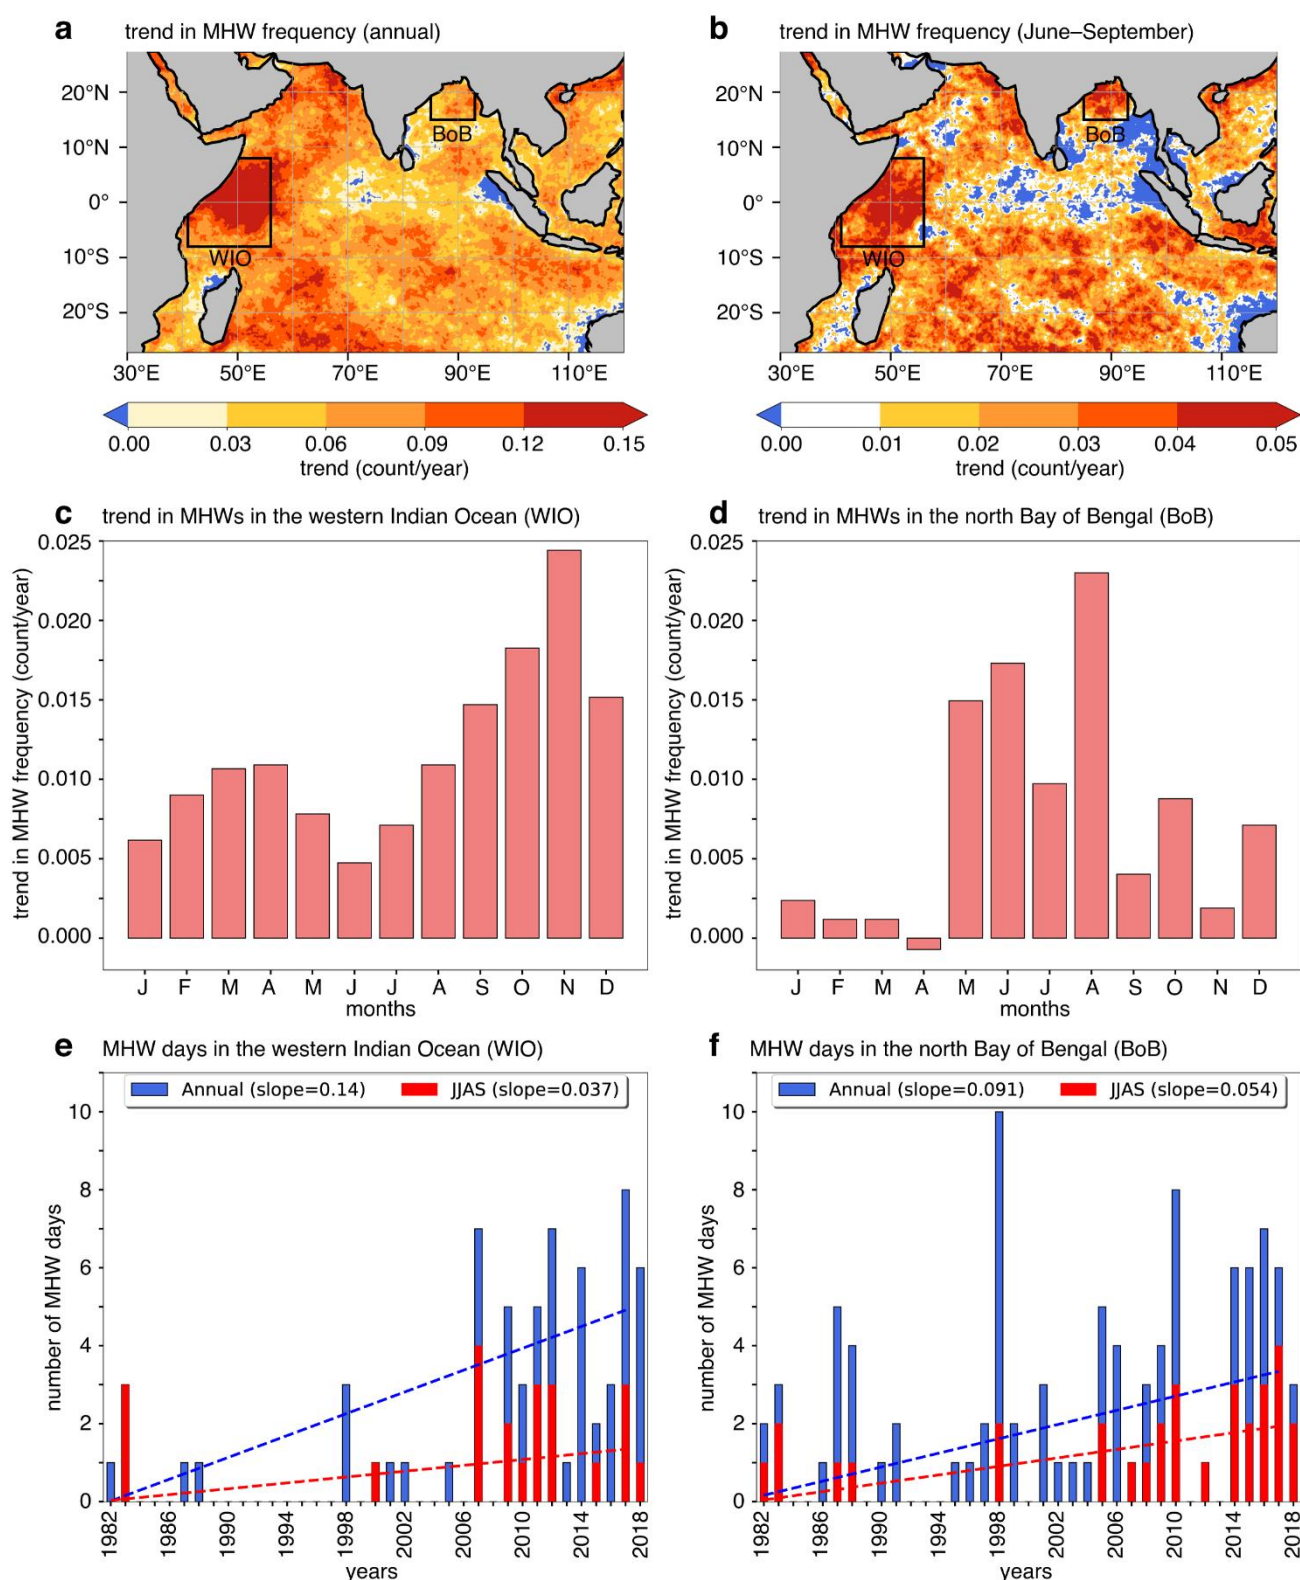 a trend in MHW frequency (annual)
20°N
10°N
0°
10°S
20°S
BoB
WIO
30°E 50°E 70°E 90°E 110°E
0.00 0.03 0.06 0.09 0.12 0.15
trend (count/year)
b trend in MHW frequency (June–September)
20°N
10°N
0°
10°S
20°S
BoB
WIO
30°E 50°E 70°E 90°E 110°E
0.00 0.01 0.02 0.03 0.04 0.05
trend (count/year)
c trend in MHWs in the western Indian Ocean (WIO)
trend in MHW frequency (count/year)
0.025
0.020
0.015
0.010
0.005
0.000
J F M A M J J A S O N D
months
d trend in MHWs in the north Bay of Bengal (BoB)
trend in MHW frequency (count/year)
0.025
0.020
0.015
0.010
0.005
0.000
J F M A M J J A S O N D
months
e MHW days in the western Indian Ocean (WIO)
Annual (slope=0.14) JJAS (slope=0.037)
number of MHW days
10
8
6
4
2
0
1982 1986 1990 1994 1998 2002 2006 2010 2014 2018
years
f MHW days in the north Bay of Bengal (BoB)
Annual (slope=0.091) JJAS (slope=0.054)
number of MHW days
10
8
6
4
2
0
1982 1986 1990 1994 1998 2002 2006 2010 2014 2018
years